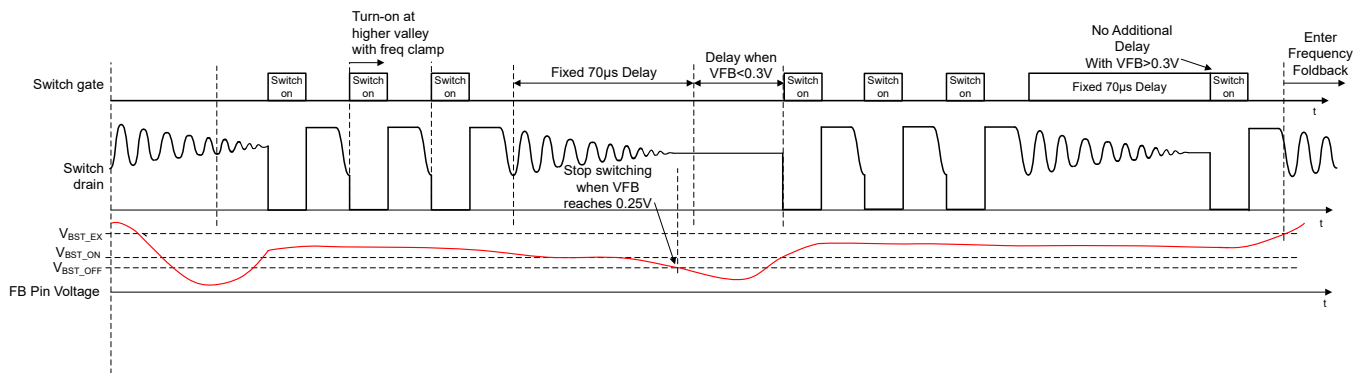 Turn-on at
higher valley
with freq clamp
No Additional
Delay
With VFB>0.3V
Enter
Frequency
Foldback
Delay when
VFB<0.3V
Fixed 70µs Delay
Switch gate
Switch
on
Switch
on
Switch
on
Switch
on
Switch
on
Switch
on
Fixed 70µs Delay
Switch
on
t
Switch
drain
Stop switching
when VFB
reaches 0.25V
t
VBST_EX
VBST_ON
VBST_OFF
FB Pin Voltage
t